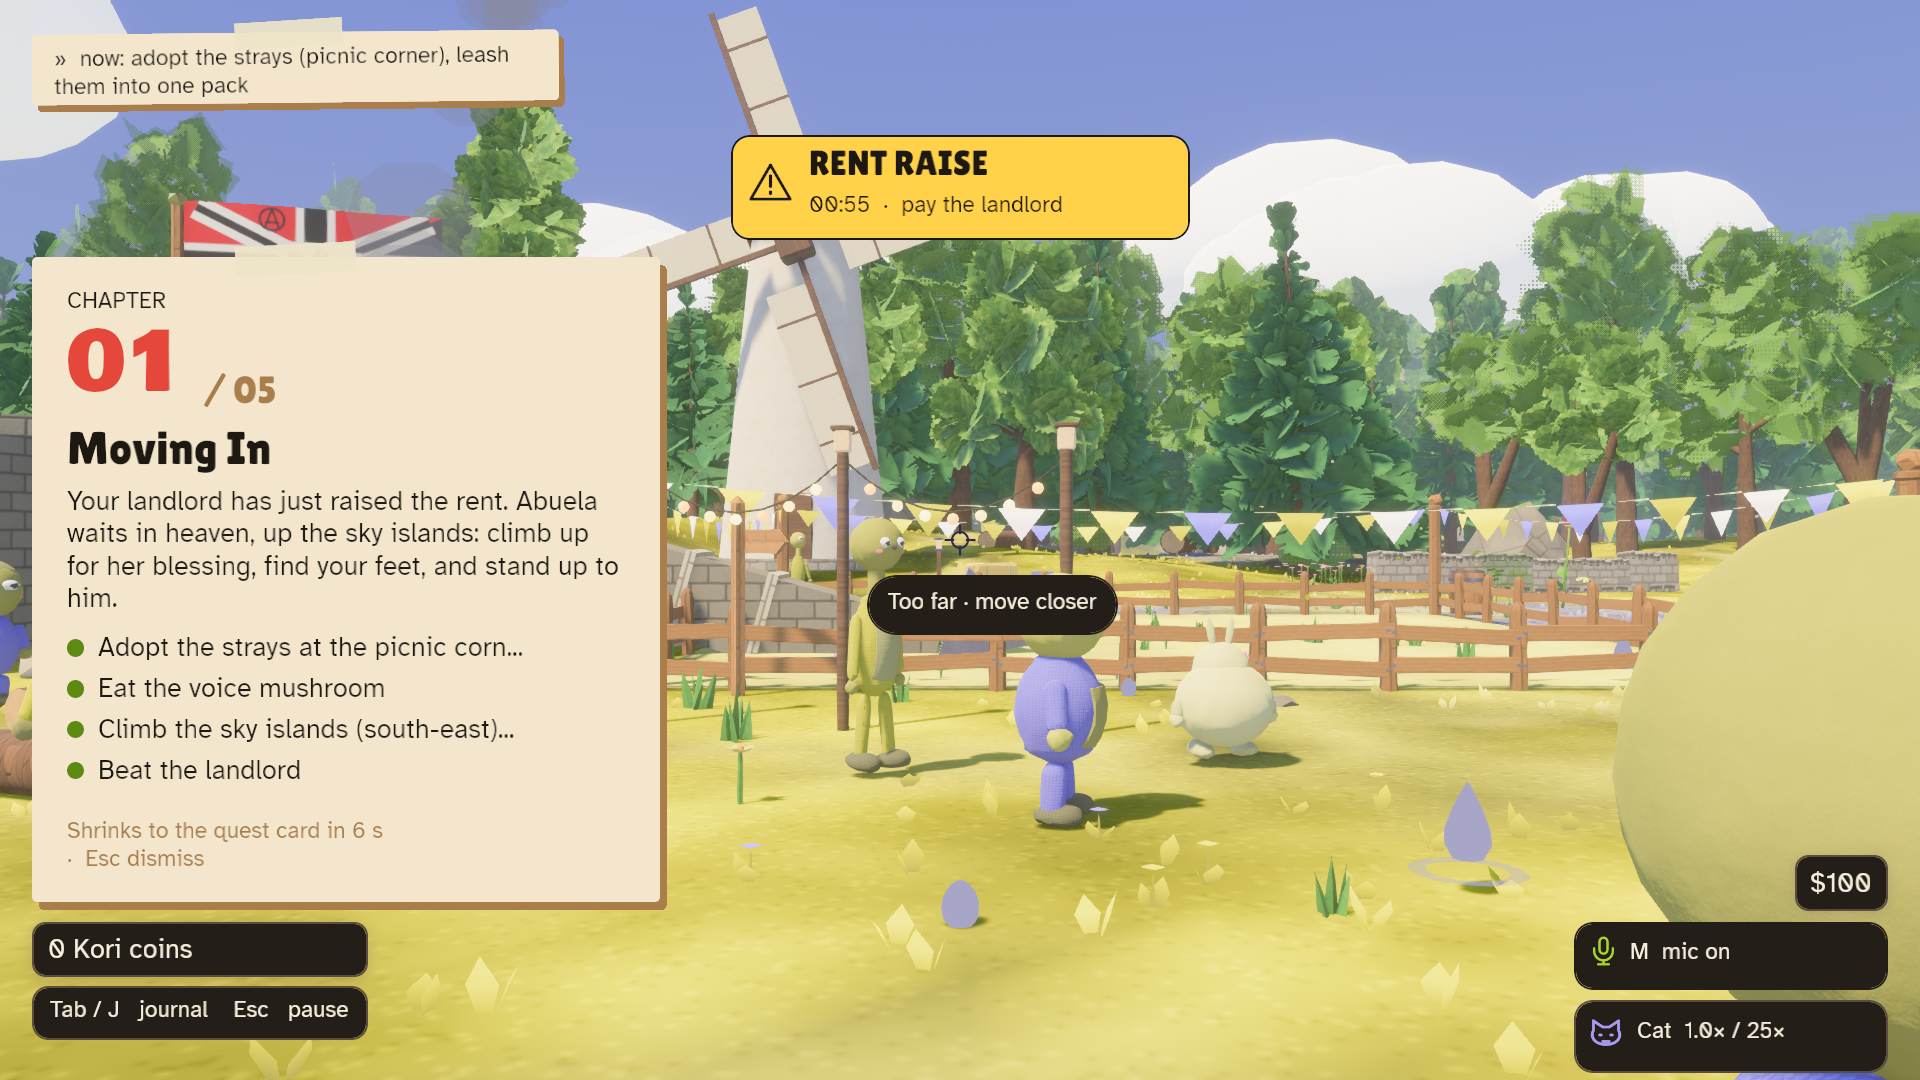 » now: adopt the strays (picnic corner), leash
them into one pack
RENT RAISE
00:55 · pay the landlord
CHAPTER
01 / 05
Moving In
Your landlord has just raised the rent. Abuela
waits in heaven, up the sky islands: climb up
for her blessing, find your feet, and stand up to
him.
Adopt the strays at the picnic corn...
Eat the voice mushroom
Climb the sky islands (south-east)...
Beat the landlord
Shrinks to the quest card in 6 s
· Esc dismiss
Too far · move closer
0 Kori coins
Tab / J journal Esc pause
$100
M mic on
Cat 1.0× / 25×